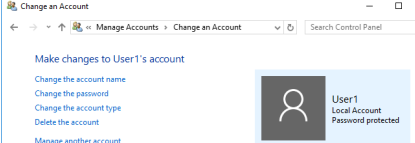 Change an Account
« Manage Accounts > Change an Account
Search Control Panel
Make changes to User1's account
Change the account name
Change the password
Change the account type
Delete the account
Manage another account
User1
Local Account
Password protected